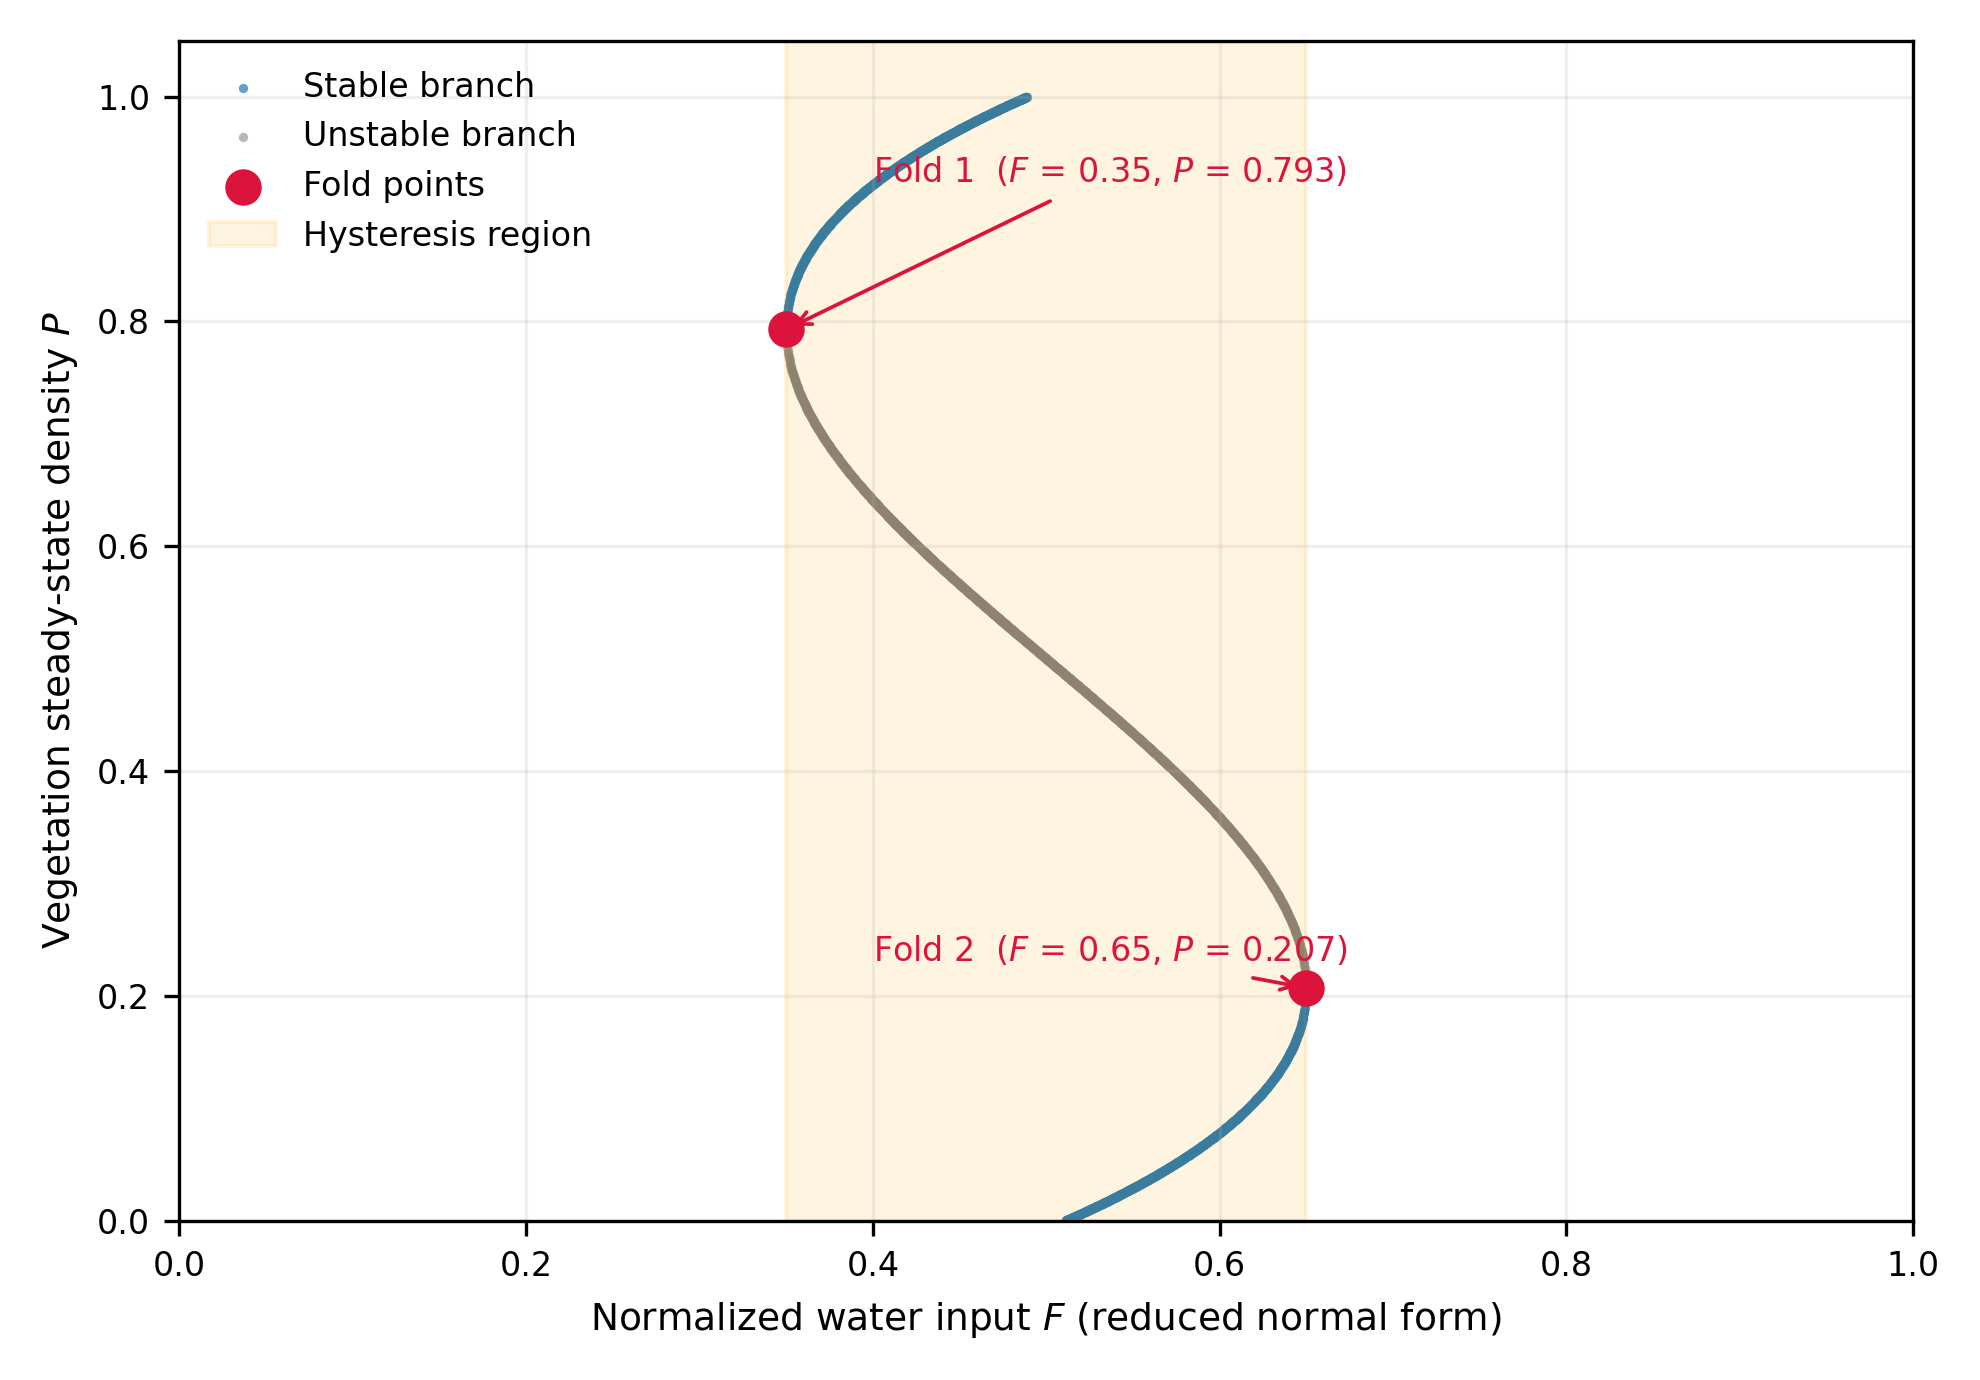 Stable branch
Unstable branch
Fold points
Hysteresis region
Fold 1  (F = 0.35, P = 0.793)
Fold 2  (F = 0.65, P = 0.207)
Vegetation steady-state density P
1.0
0.8
0.6
0.4
0.2
0.0
0.0 0.2 0.4 0.6 0.8 1.0
Normalized water input F (reduced normal form)